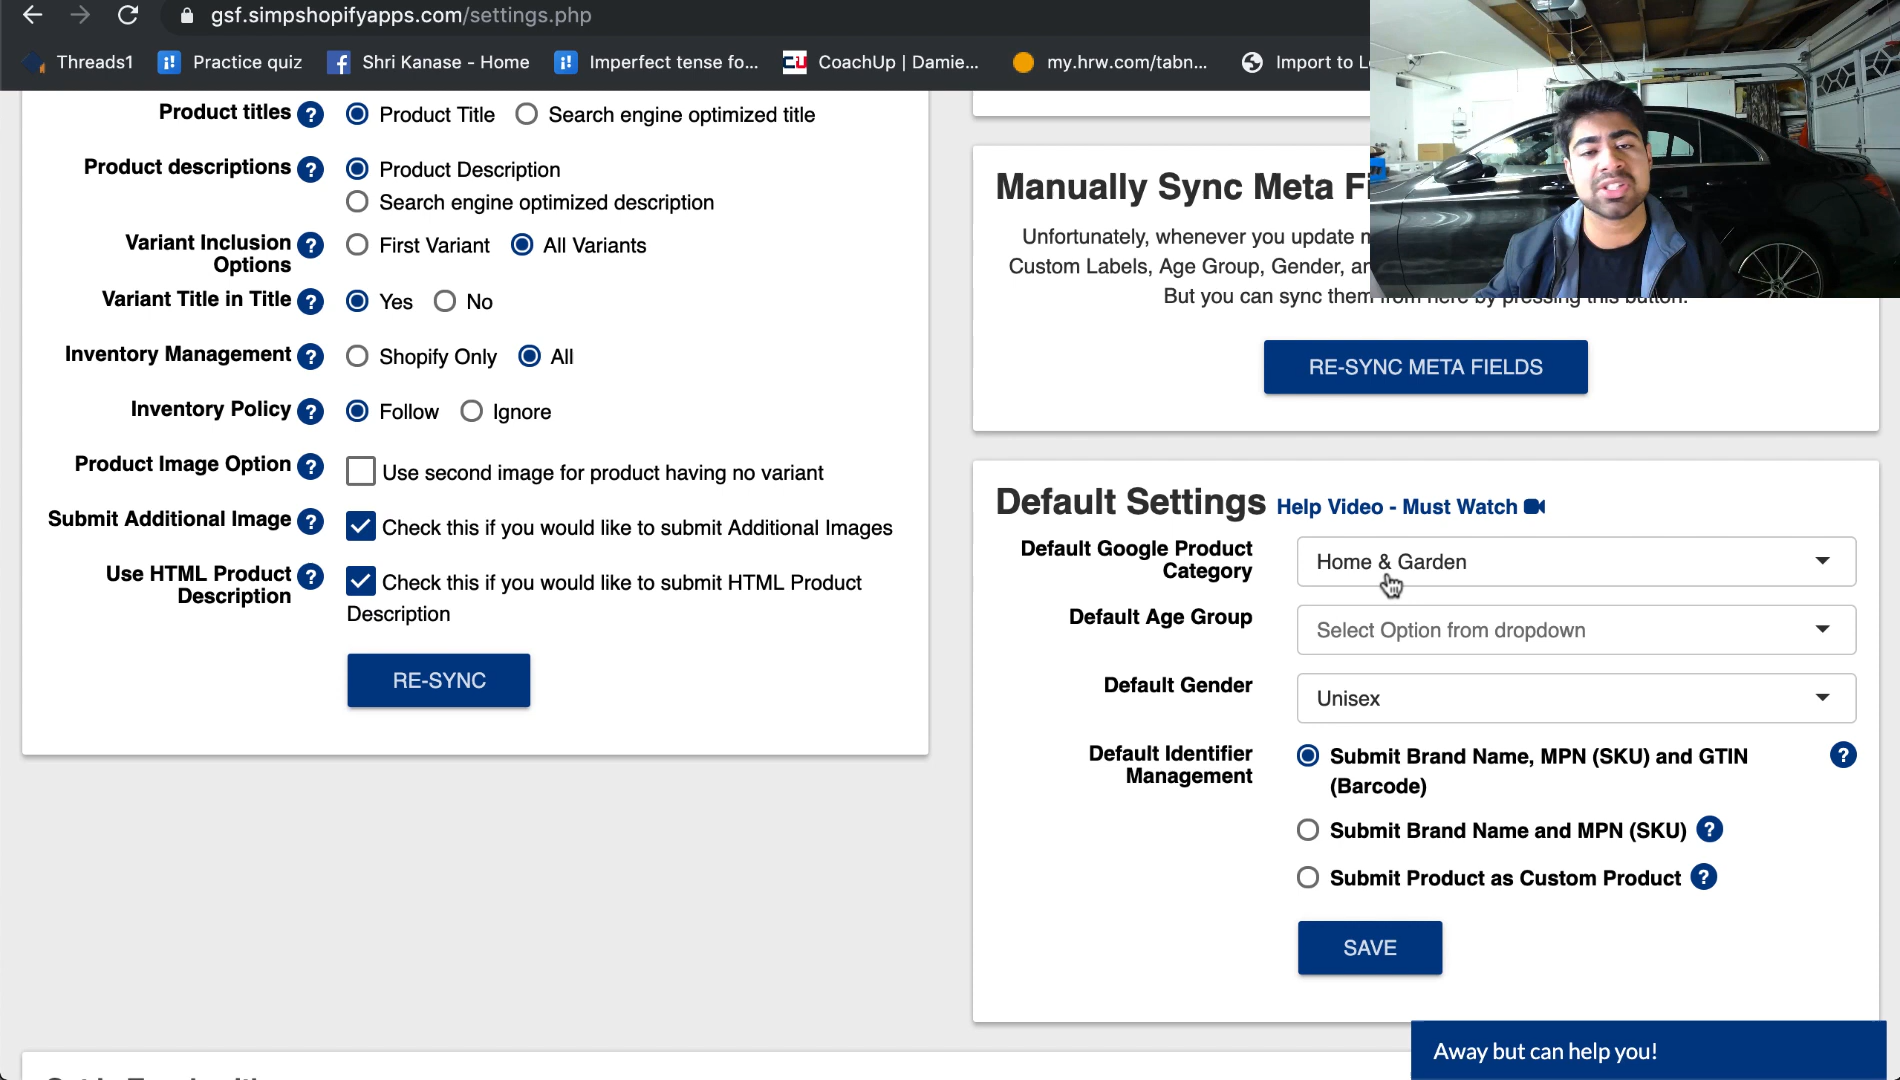 gsf.simpshopifyapps.com/settings.php
Threads1 Practice quiz Shri Kanase - Home Imperfect tense fo... CoachUp | Damie... my.hrw.com/tabn... Import to
Product titles ? Product Title Search engine optimized title
Product descriptions ? Product Description
Search engine optimized description
Variant Inclusion Options ? First Variant All Variants
Variant Title in Title ? Yes No
Inventory Management ? Shopify Only All
Inventory Policy ? Follow Ignore
Product Image Option ? Use second image for product having no variant
Submit Additional Image ? Check this if you would like to submit Additional Images
Use HTML Product Description ? Check this if you would like to submit HTML Product
Description
RE-SYNC
Manually Sync Meta
Unfortunately, whenever you update
Custom Labels, Age Group, Gender,
But you can sync them from here by pressing this button.
RE-SYNC META FIELDS
Default Settings Help Video - Must Watch
Default Google Product Category Home & Garden
Default Age Group Select Option from dropdown
Default Gender Unisex
Default Identifier Management Submit Brand Name, MPN (SKU) and GTIN
(Barcode) ?
Submit Brand Name and MPN (SKU) ?
Submit Product as Custom Product ?
SAVE
Away but can help you!